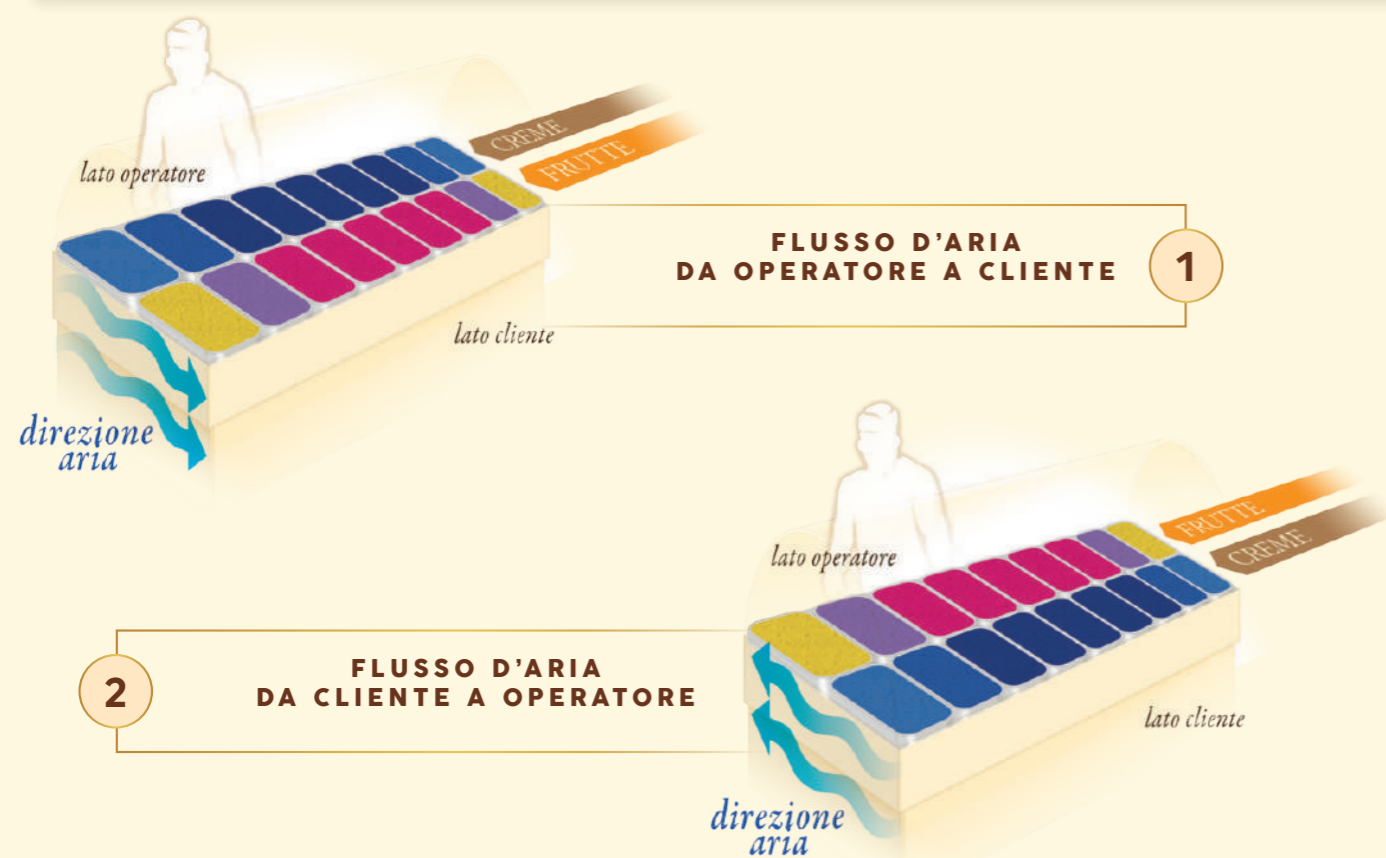 CREME
FRUTTE
lato operatore
FLUSSO D'ARIA
DA OPERATORE A CLIENTE
1
lato cliente
direzione
aria
FRUTTE
CREME
lato operatore
2
FLUSSO D'ARIA
DA CLIENTE A OPERATORE
lato cliente
direzione
aria